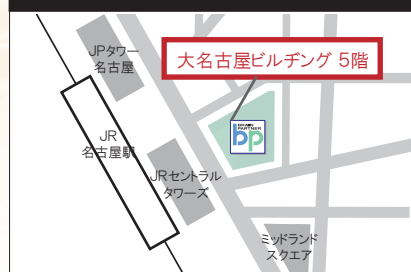 JPタワー
名古屋
大名古屋ビルヂング 5階
BRAIN
PARTNER
bp
JR
名古屋駅
JRセントラル
タワーズ
ミッドランド
スクエア